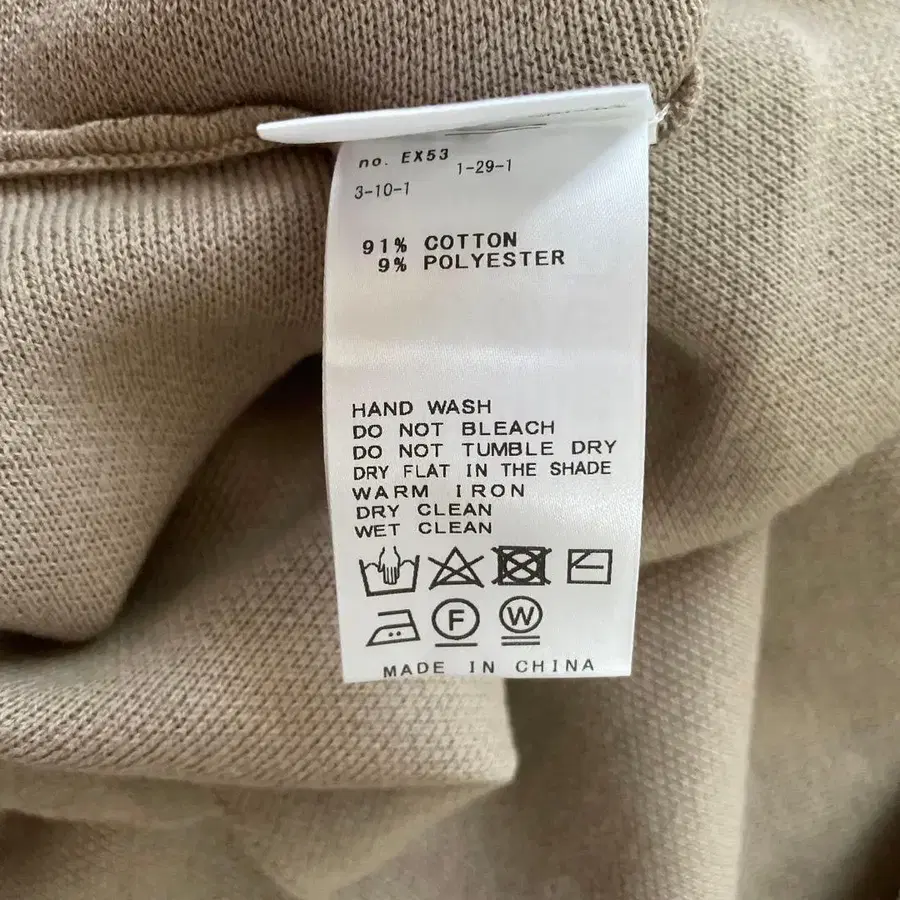 no. EX53
1-29-1
3-10-1
91% COTTON
9% POLYESTER
HAND WASH
DO NOT BLEACH
DO NOT TUMBLE DRY
DRY FLAT IN THE SHADE
WARM IRON
DRY CLEAN
WET CLEAN
F W
MADE IN CHINA